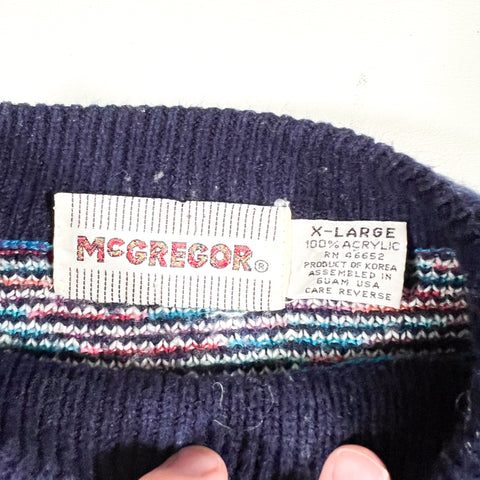 McGREGOR®
X-LARGE
100% ACRYLIC
RN 46652
PRODUCT OF KOREA
ASSEMBLED IN
GUAM USA
CARE REVERSE